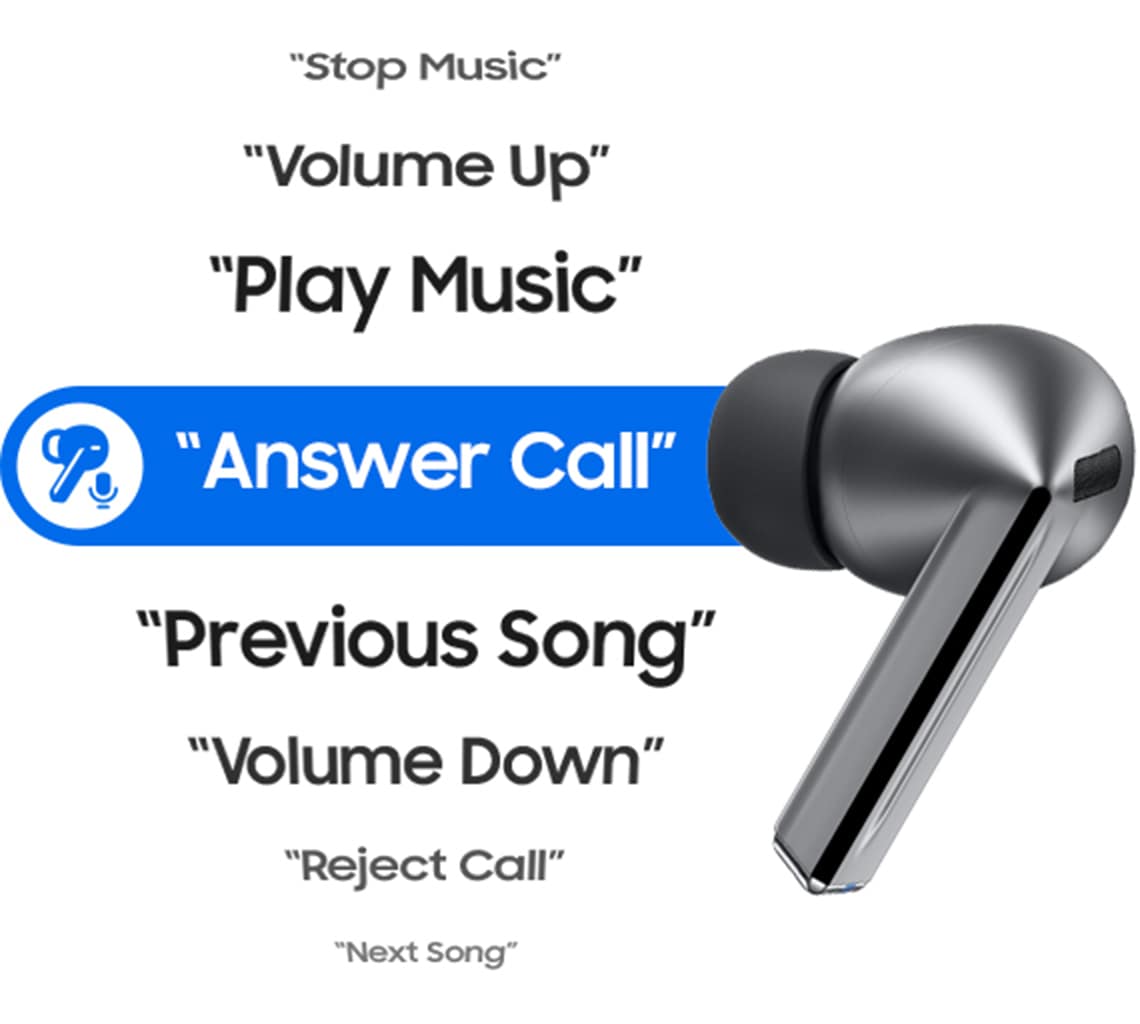 “Stop Music”
“Volume Up”
“Play Music”
“Answer Call”
“Previous Song”
“Volume Down”
“Reject Call”
“Next Song”